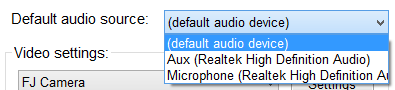 Default audio source: (default audio device)
(default audio device)
Video settings: Aux (Realtek High Definition Audio)
Microphone (Realtek High Definition Au
FJ Camera Settings